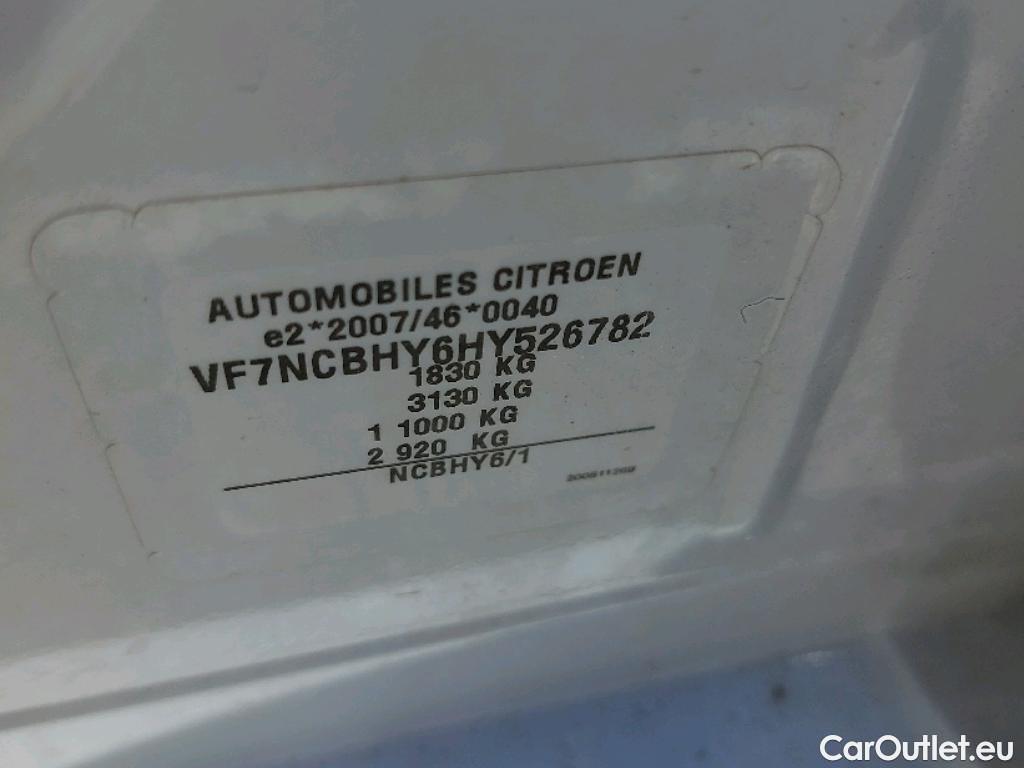 AUTOMOBILES CITROEN
e2*2007/46*0040
VF7NCBHY6HY526782
1830 KG
3130 KG
1 1000 KG
2 920 KG
NCBHY6/1
CarOutlet.eu